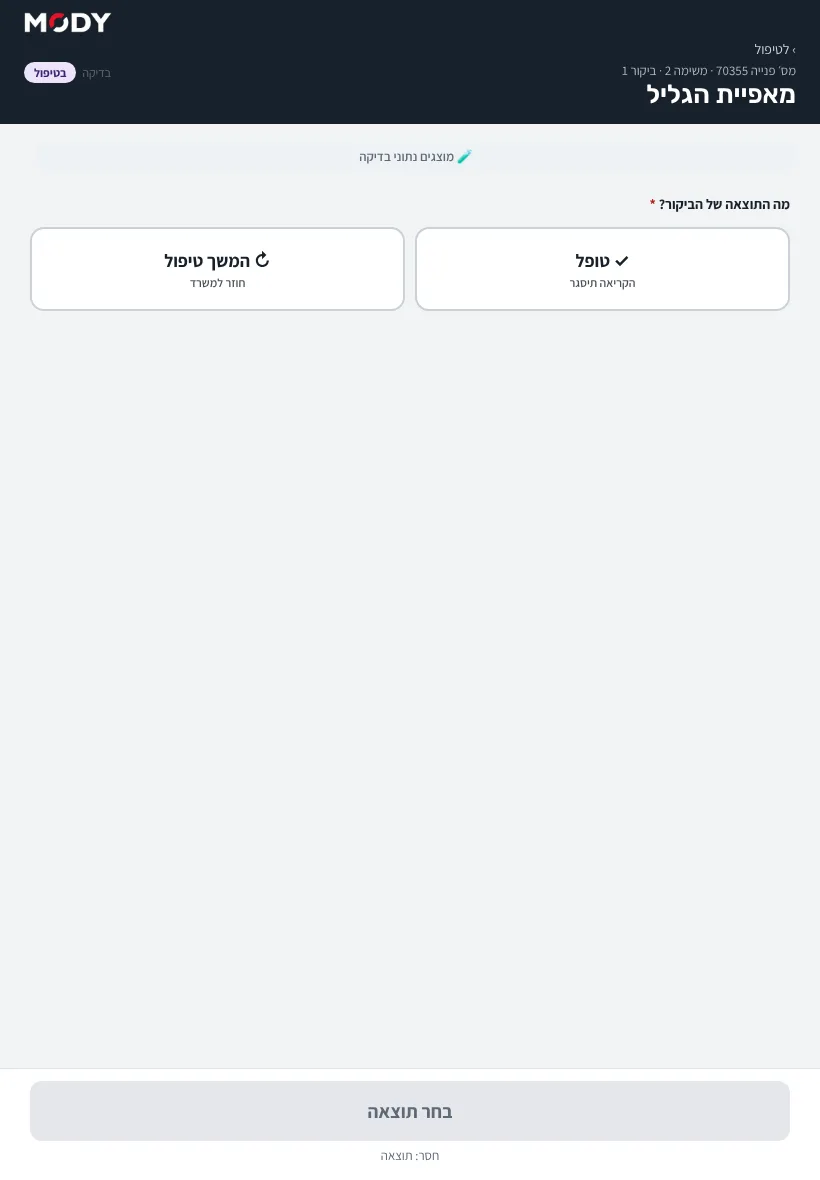 MODY
› לטיפול
מס׳ פנייה 70355 · משימה 2 · ביקור 1
בדיקה בטיפול
מאפיית הגליל
🧪 מוצגים נתוני בדיקה
מה התוצאה של הביקור? *
✓ טופל
הקריאה תיסגר
↻ המשך טיפול
חוזר למשרד
בחר תוצאה
חסר: תוצאה